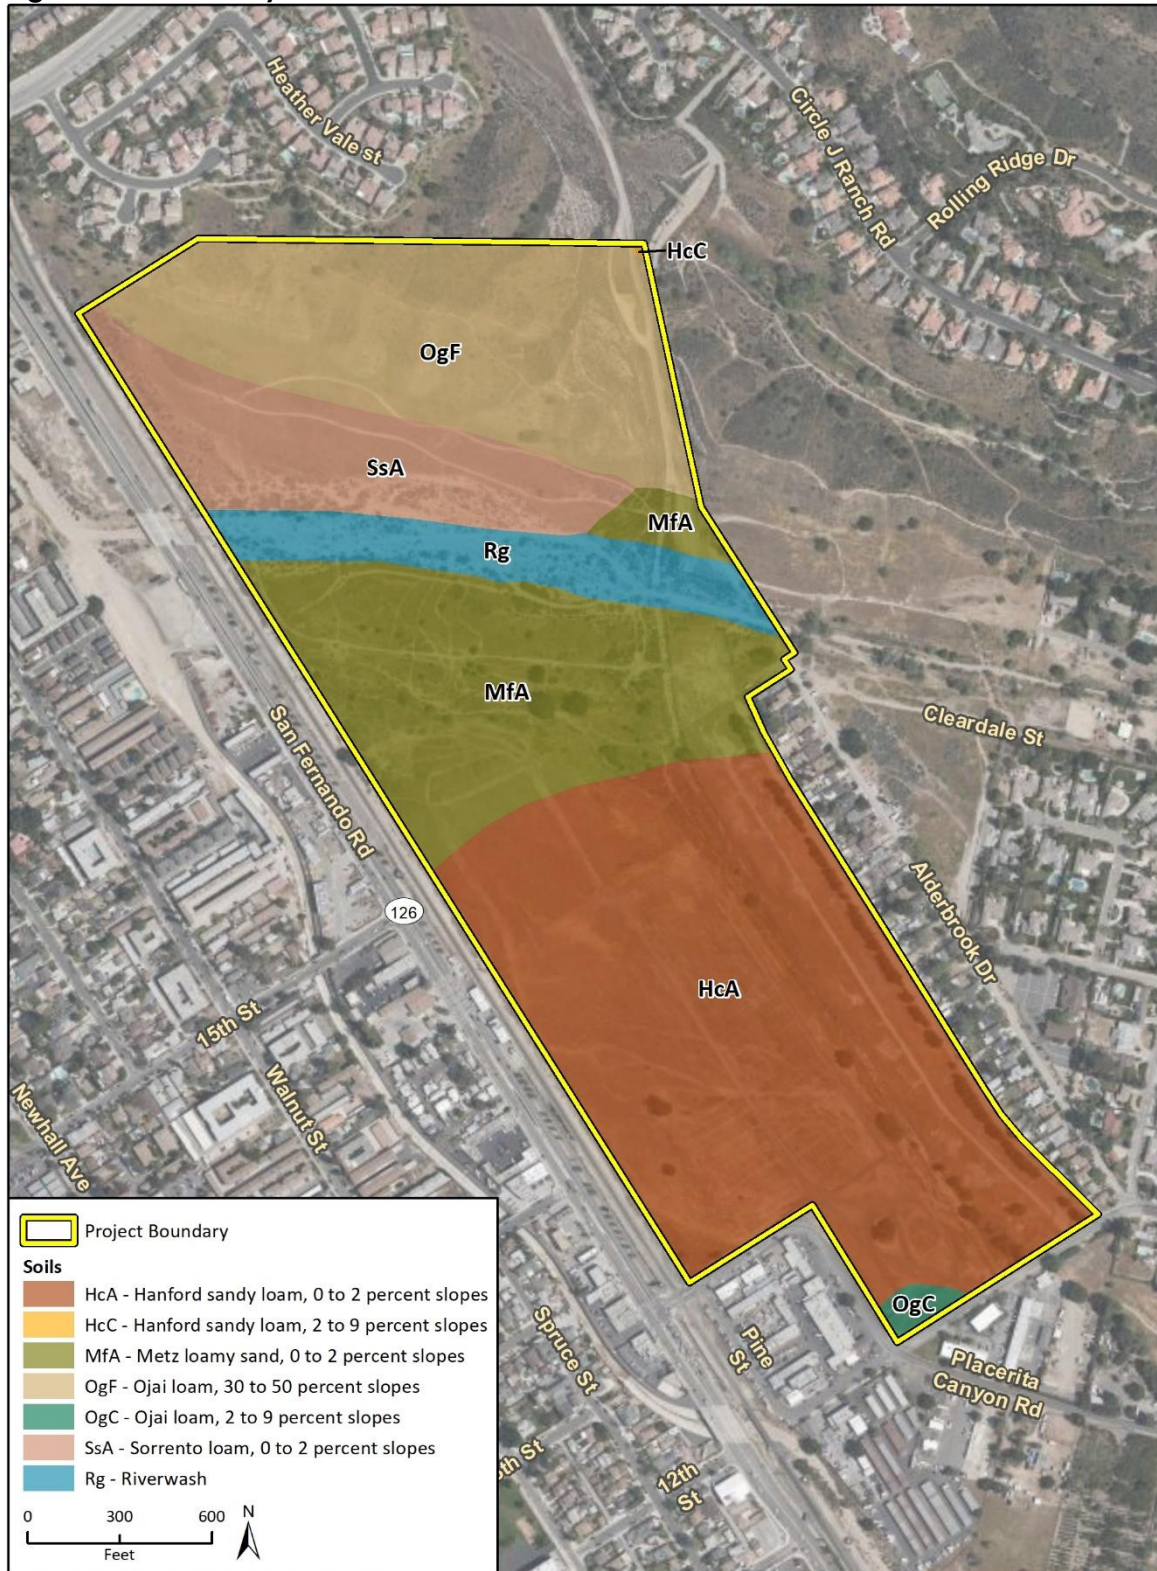 Heather Vale st
Circle J Ranch Rd
Rolling Ridge Dr
HcC
OgF
SsA
MfA
Rg
MfA
San Fernando Rd
Cleardale St
126
Alderbrook Dr
HcA
15th St
Walnut St
Newhall Ave
OgC
Pine
St
Placerita
Canyon Rd
Spruce St
12th
St
Project Boundary
Soils
HcA - Hanford sandy loam, 0 to 2 percent slopes
HcC - Hanford sandy loam, 2 to 9 percent slopes
MfA - Metz loamy sand, 0 to 2 percent slopes
OgF - Ojai loam, 30 to 50 percent slopes
OgC - Ojai loam, 2 to 9 percent slopes
SsA - Sorrento loam, 0 to 2 percent slopes
Rg - Riverwash
0 300 600
Feet
N